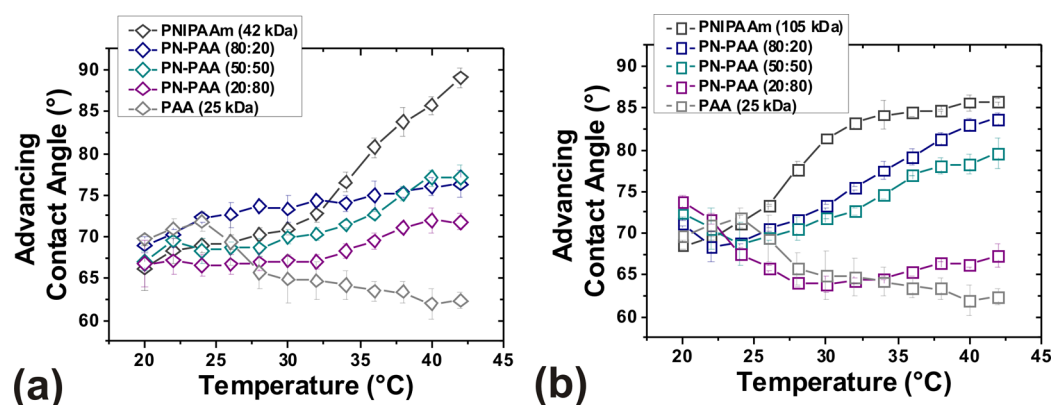 PNIPAAm (42 kDa)
PN-PAA (80:20)
PN-PAA (50:50)
PN-PAA (20:80)
PAA (25 kDa)
90
85
80
75
70
65
60
Advancing
Contact Angle (°)
20
25
30
35
40
45
Temperature (°C)
(a)
PNIPAAm (105 kDa)
PN-PAA (80:20)
PN-PAA (50:50)
PN-PAA (20:80)
PAA (25 kDa)
90
85
80
75
70
65
60
Advancing
Contact Angle (°)
20
25
30
35
40
45
Temperature (°C)
(b)